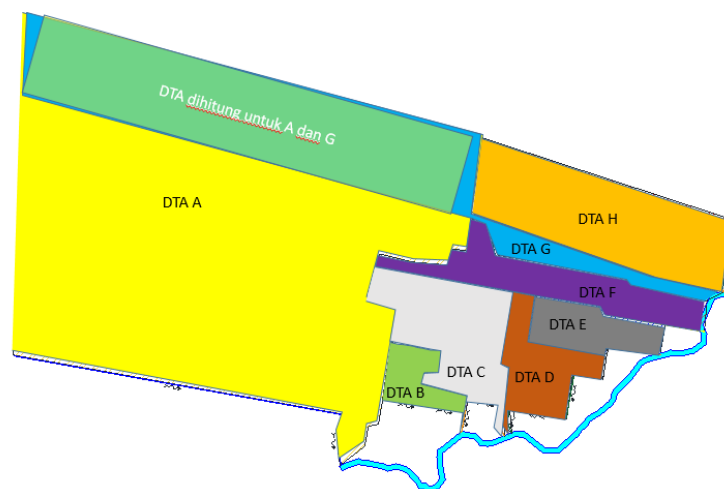 DTA dihitung untuk A dan G
DTA A
DTA H
DTA G
DTA F
DTA E
DTA C
DTA D
DTA B